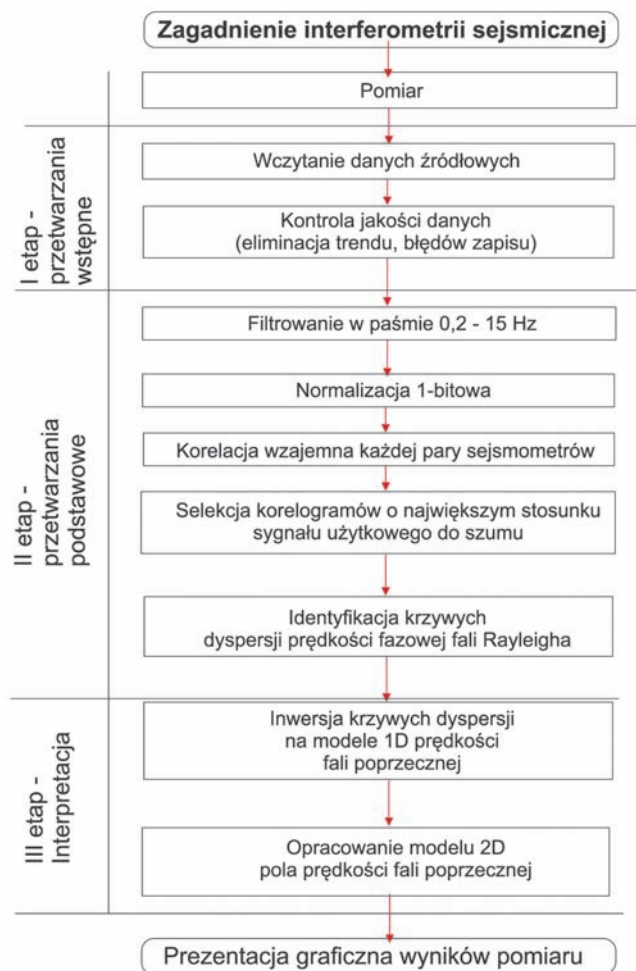 Zagadnienie interferometrii sejsmicznej
Pomiar
I etap -
przetwarzania
wstępne
Wczytanie danych źródłowych
Kontrola jakości danych
(eliminacja trendu, błędów zapisu)
II etap -
przetwarzania
podstawowe
Filtrowanie w paśmie 0,2 - 15 Hz
Normalizacja 1-bitowa
Korelacja wzajemna każdej pary sejsmometrów
Selekcja korelogramów o największym stosunku
sygnału użytkowego do szumu
Identyfikacja krzywych
dyspersji prędkości fazowej fali Rayleigha
III etap -
Interpretacja
Inwersja krzywych dyspersji
na modele 1D prędkości
fali poprzecznej
Opracowanie modelu 2D
pola prędkości fali poprzecznej
Prezentacja graficzna wyników pomiaru